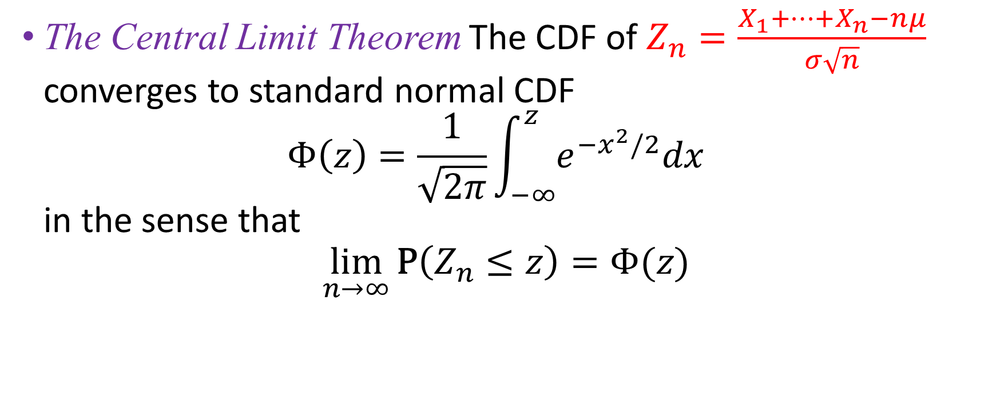 • The Central Limit Theorem The CDF of $Z_n = \frac{X_1+\cdots+X_n-n\mu}{\sigma\sqrt{n}}$
converges to standard normal CDF
$\Phi(z) = \frac{1}{\sqrt{2\pi}} \int_{-\infty}^{z} e^{-x^2/2} dx$
in the sense that
$\lim_{n\to\infty} \mathbf{P}(Z_n \leq z) = \Phi(z)$